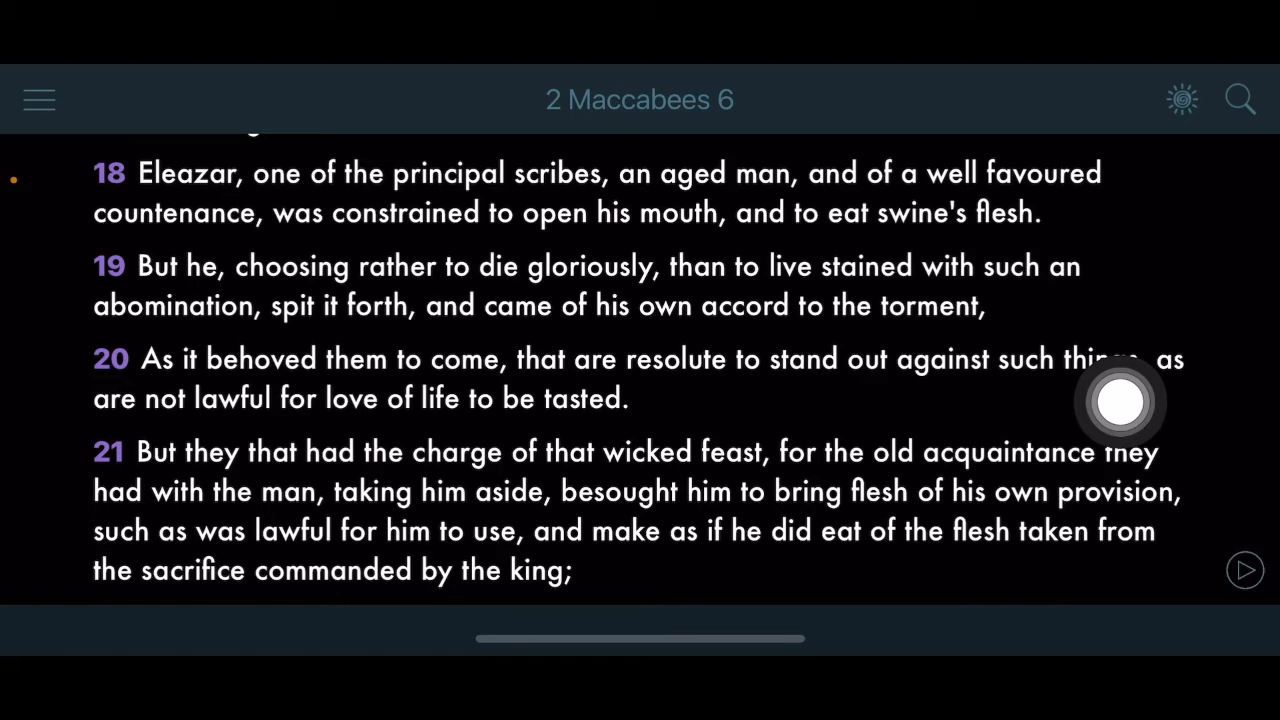 2 Maccabees 6
18 Eleazar, one of the principal scribes, an aged man, and of a well favoured
countenance, was constrained to open his mouth, and to eat swine's flesh.
19 But he, choosing rather to die gloriously, than to live stained with such an
abomination, spit it forth, and came of his own accord to the torment,
20 As it behoved them to come, that are resolute to stand out against such things, as
are not lawful for love of life to be tasted.
21 But they that had the charge of that wicked feast, for the old acquaintance they
had with the man, taking him aside, besought him to bring flesh of his own provision,
such as was lawful for him to use, and make as if he did eat of the flesh taken from
the sacrifice commanded by the king;